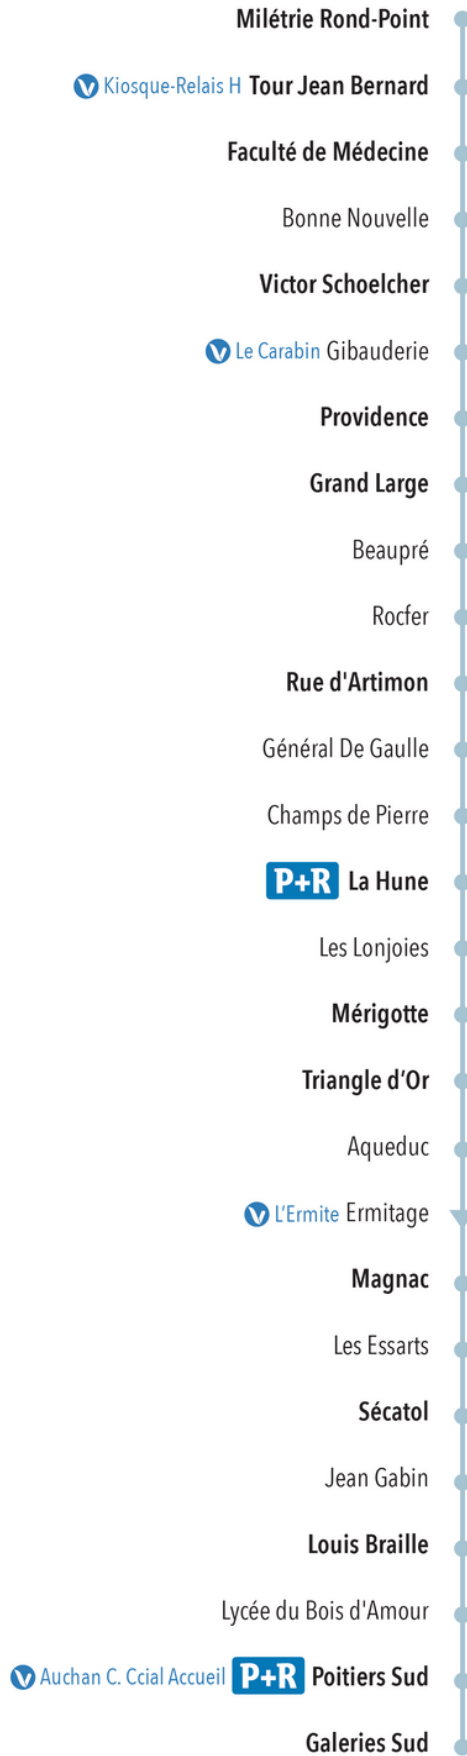 Milétrie Rond-Point
Kiosque-Relais H Tour Jean Bernard
Faculté de Médecine
Bonne Nouvelle
Victor Schoelcher
Le Carabin Gibauderie
Providence
Grand Large
Beaupré
Rocfer
Rue d'Artimon
Général De Gaulle
Champs de Pierre
P+R La Hune
Les Lonjoies
Mérigotte
Triangle d’Or
Aqueduc
L’Ermite Ermitage
Magnac
Les Essarts
Sécatol
Jean Gabin
Louis Braille
Lycée du Bois d'Amour
Auchan C. Ccial Accueil P+R Poitiers Sud
Galeries Sud